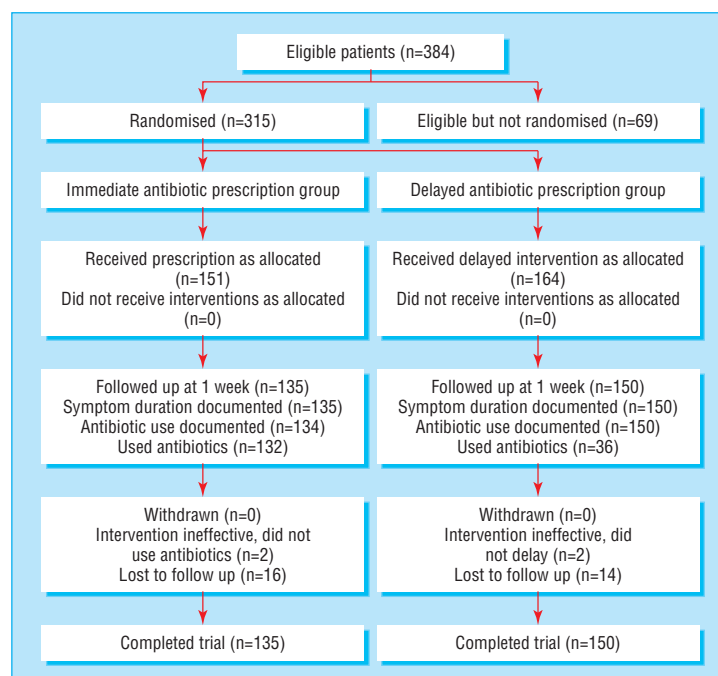 Eligible patients (n=384)
Randomised (n=315)
Eligible but not randomised (n=69)
Immediate antibiotic prescription group
Delayed antibiotic prescription group
Received prescription as allocated
(n=151)
Did not receive interventions as allocated
(n=0)
Received delayed intervention as allocated
(n=164)
Did not receive interventions as allocated
(n=0)
Followed up at 1 week (n=135)
Symptom duration documented (n=135)
Antibiotic use documented (n=134)
Used antibiotics (n=132)
Followed up at 1 week (n=150)
Symptom duration documented (n=150)
Antibiotic use documented (n=150)
Used antibiotics (n=36)
Withdrawn (n=0)
Intervention ineffective, did not
use antibiotics (n=2)
Lost to follow up (n=16)
Withdrawn (n=0)
Intervention ineffective, did
not delay (n=2)
Lost to follow up (n=14)
Completed trial (n=135)
Completed trial (n=150)